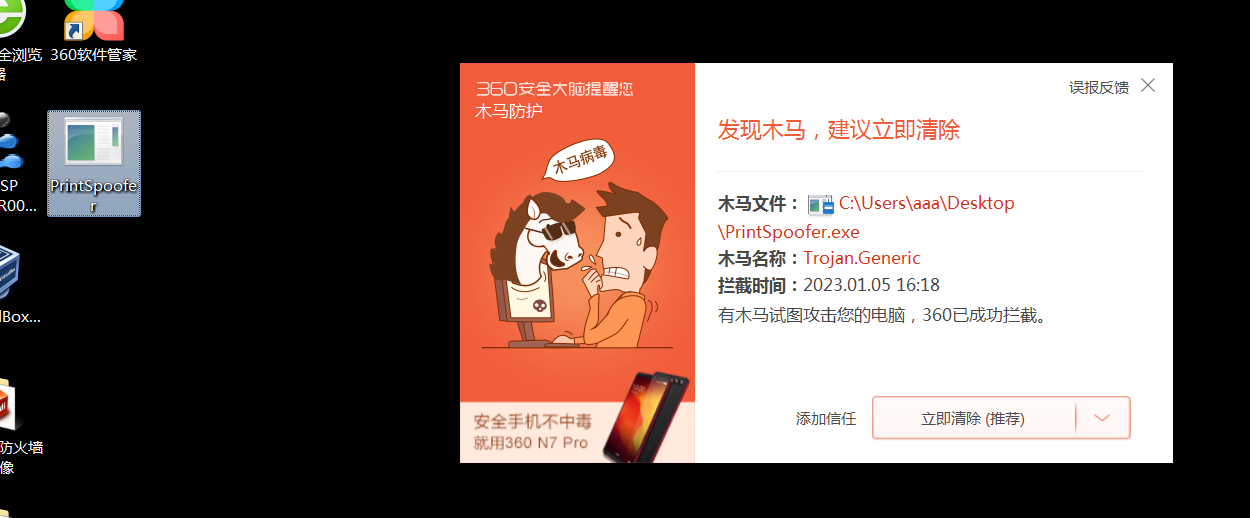 全浏览
器
360软件管家
PrintSpoofe
r
SP
R00...
lBox...
防火墙
像
360安全大脑提醒您
木马防护
木马病毒
安全手机不中毒
就用360 N7 Pro
误报反馈
发现木马，建议立即清除
木马文件： C:\Users\aaa\Desktop
\PrintSpoofer.exe
木马名称：Trojan.Generic
拦截时间：2023.01.05 16:18
有木马试图攻击您的电脑，360已成功拦截。
添加信任
立即清除 (推荐)